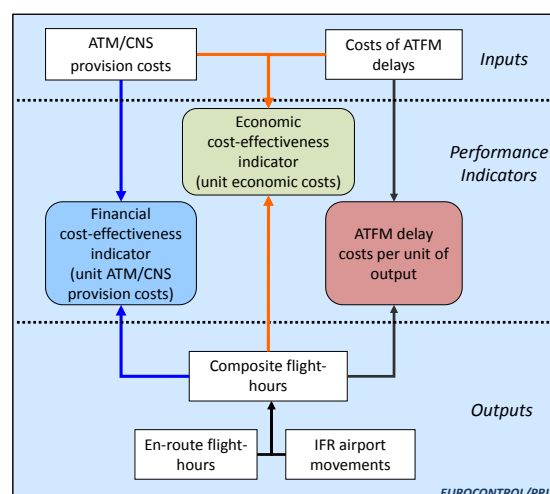 ATM/CNS
provision costs
Costs of ATFM
delays
Inputs
Economic
cost-effectiveness
indicator
(unit economic costs)
Performance
Indicators
Financial
cost-effectiveness
indicator
(unit ATM/CNS
provision costs)
ATFM delay
costs per unit of
output
Composite flight-
hours
Outputs
En-route flight-
hours
IFR airport
movements